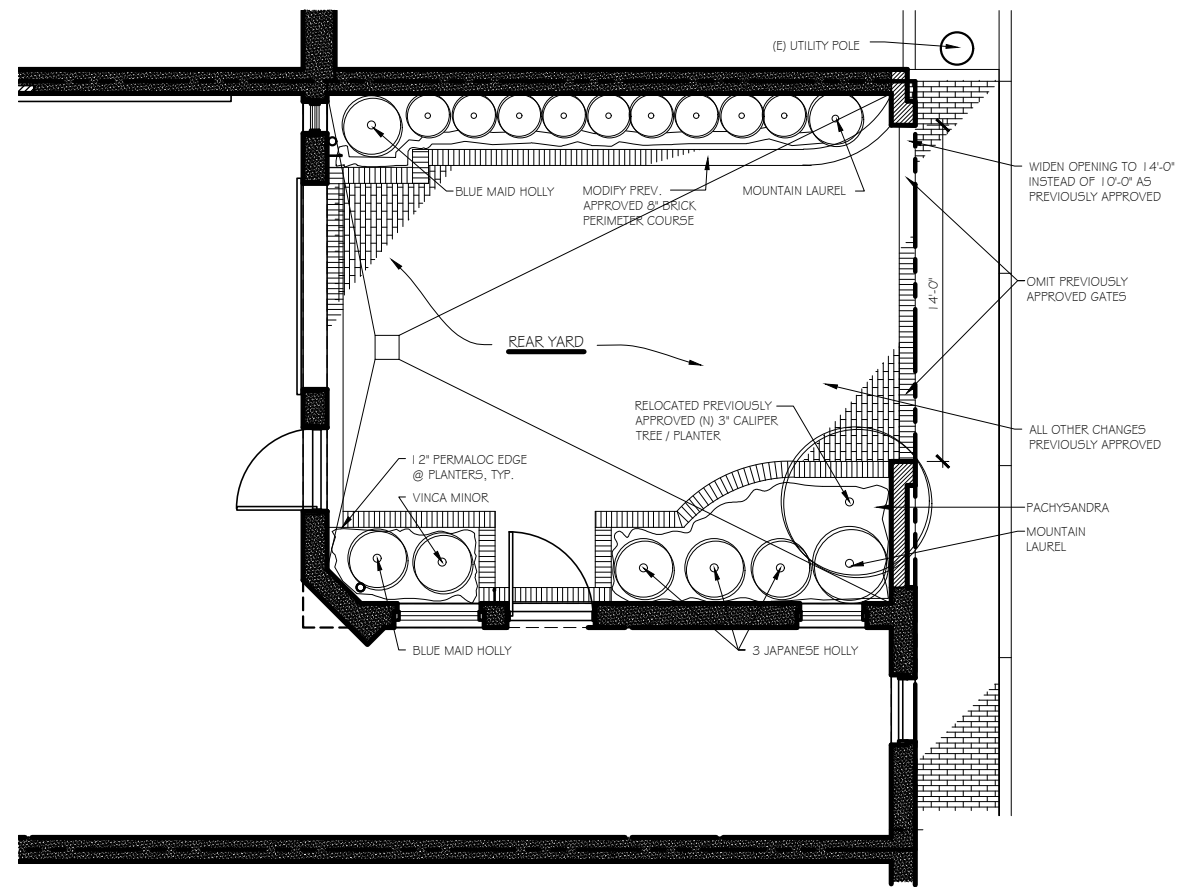 (E) UTILITY POLE
WIDEN OPENING TO 14'-0"
INSTEAD OF 10'-0" AS
PREVIOUSLY APPROVED
BLUE MAID HOLLY
MODIFY PREV.
APPROVED 8" BRICK
PERIMETER COURSE
MOUNTAIN LAUREL
OMIT PREVIOUSLY
APPROVED GATES
14'-0"
REAR YARD
RELOCATED PREVIOUSLY
APPROVED (N) 3" CALIPER
TREE / PLANTER
ALL OTHER CHANGES
PREVIOUSLY APPROVED
12" PERMALOC EDGE
@ PLANTERS, TYP.
VINCA MINOR
PACHYSANDRA
MOUNTAIN
LAUREL
BLUE MAID HOLLY
3 JAPANESE HOLLY